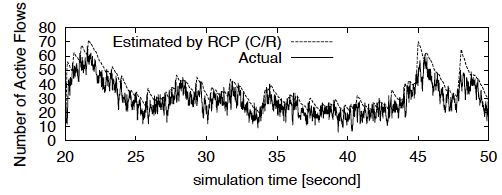 Number of Active Flows
80
70
60
50
40
30
20
10
0
Estimated by RCP (C/R)
Actual
20 25 30 35 40 45 50
simulation time [second]